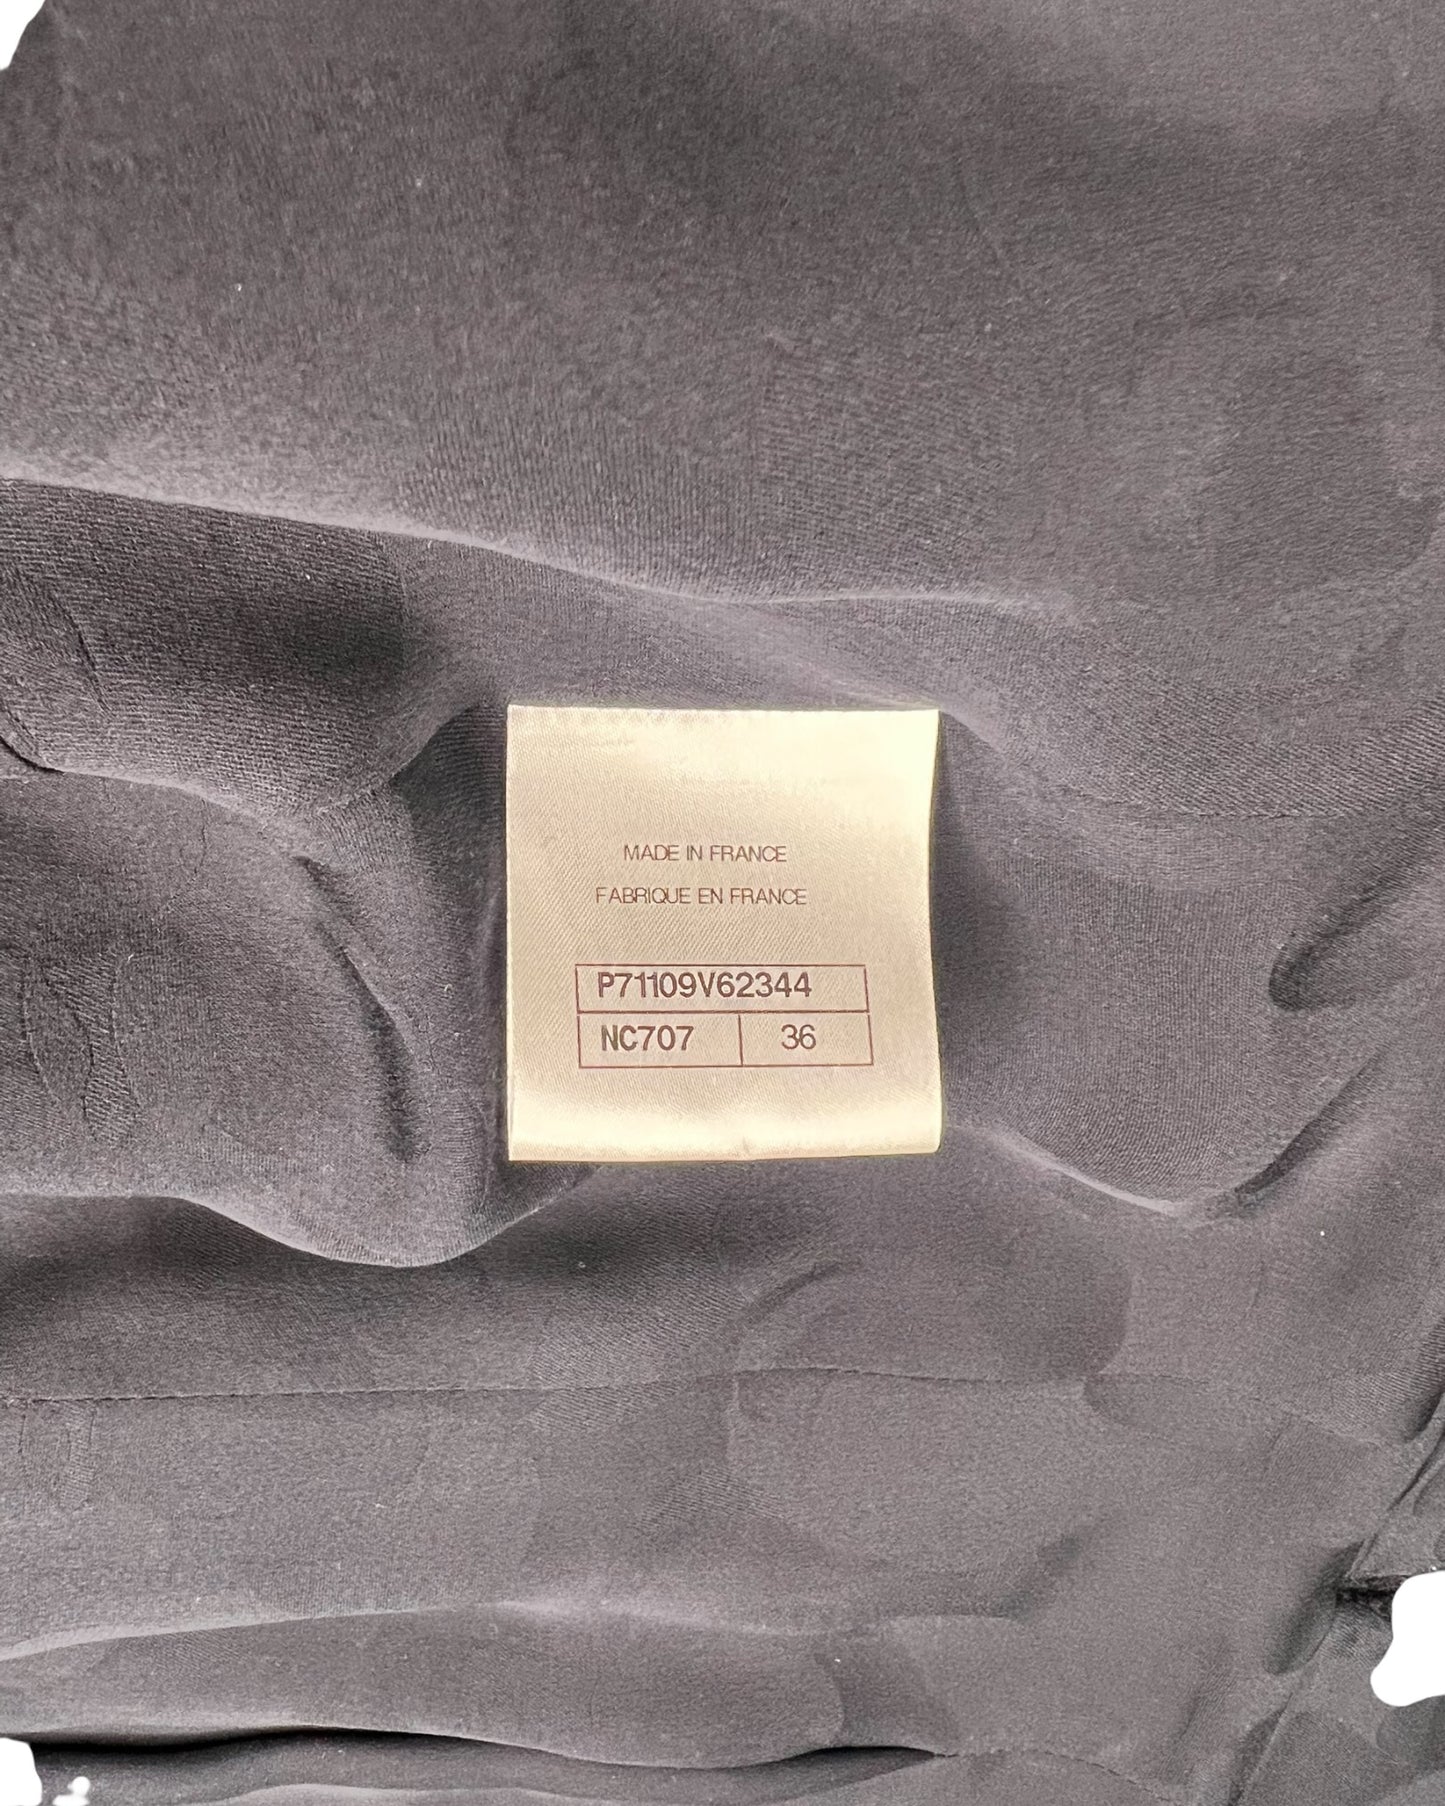 MADE IN FRANCE
FABRIQUE EN FRANCE
P71109V62344
NC707 36